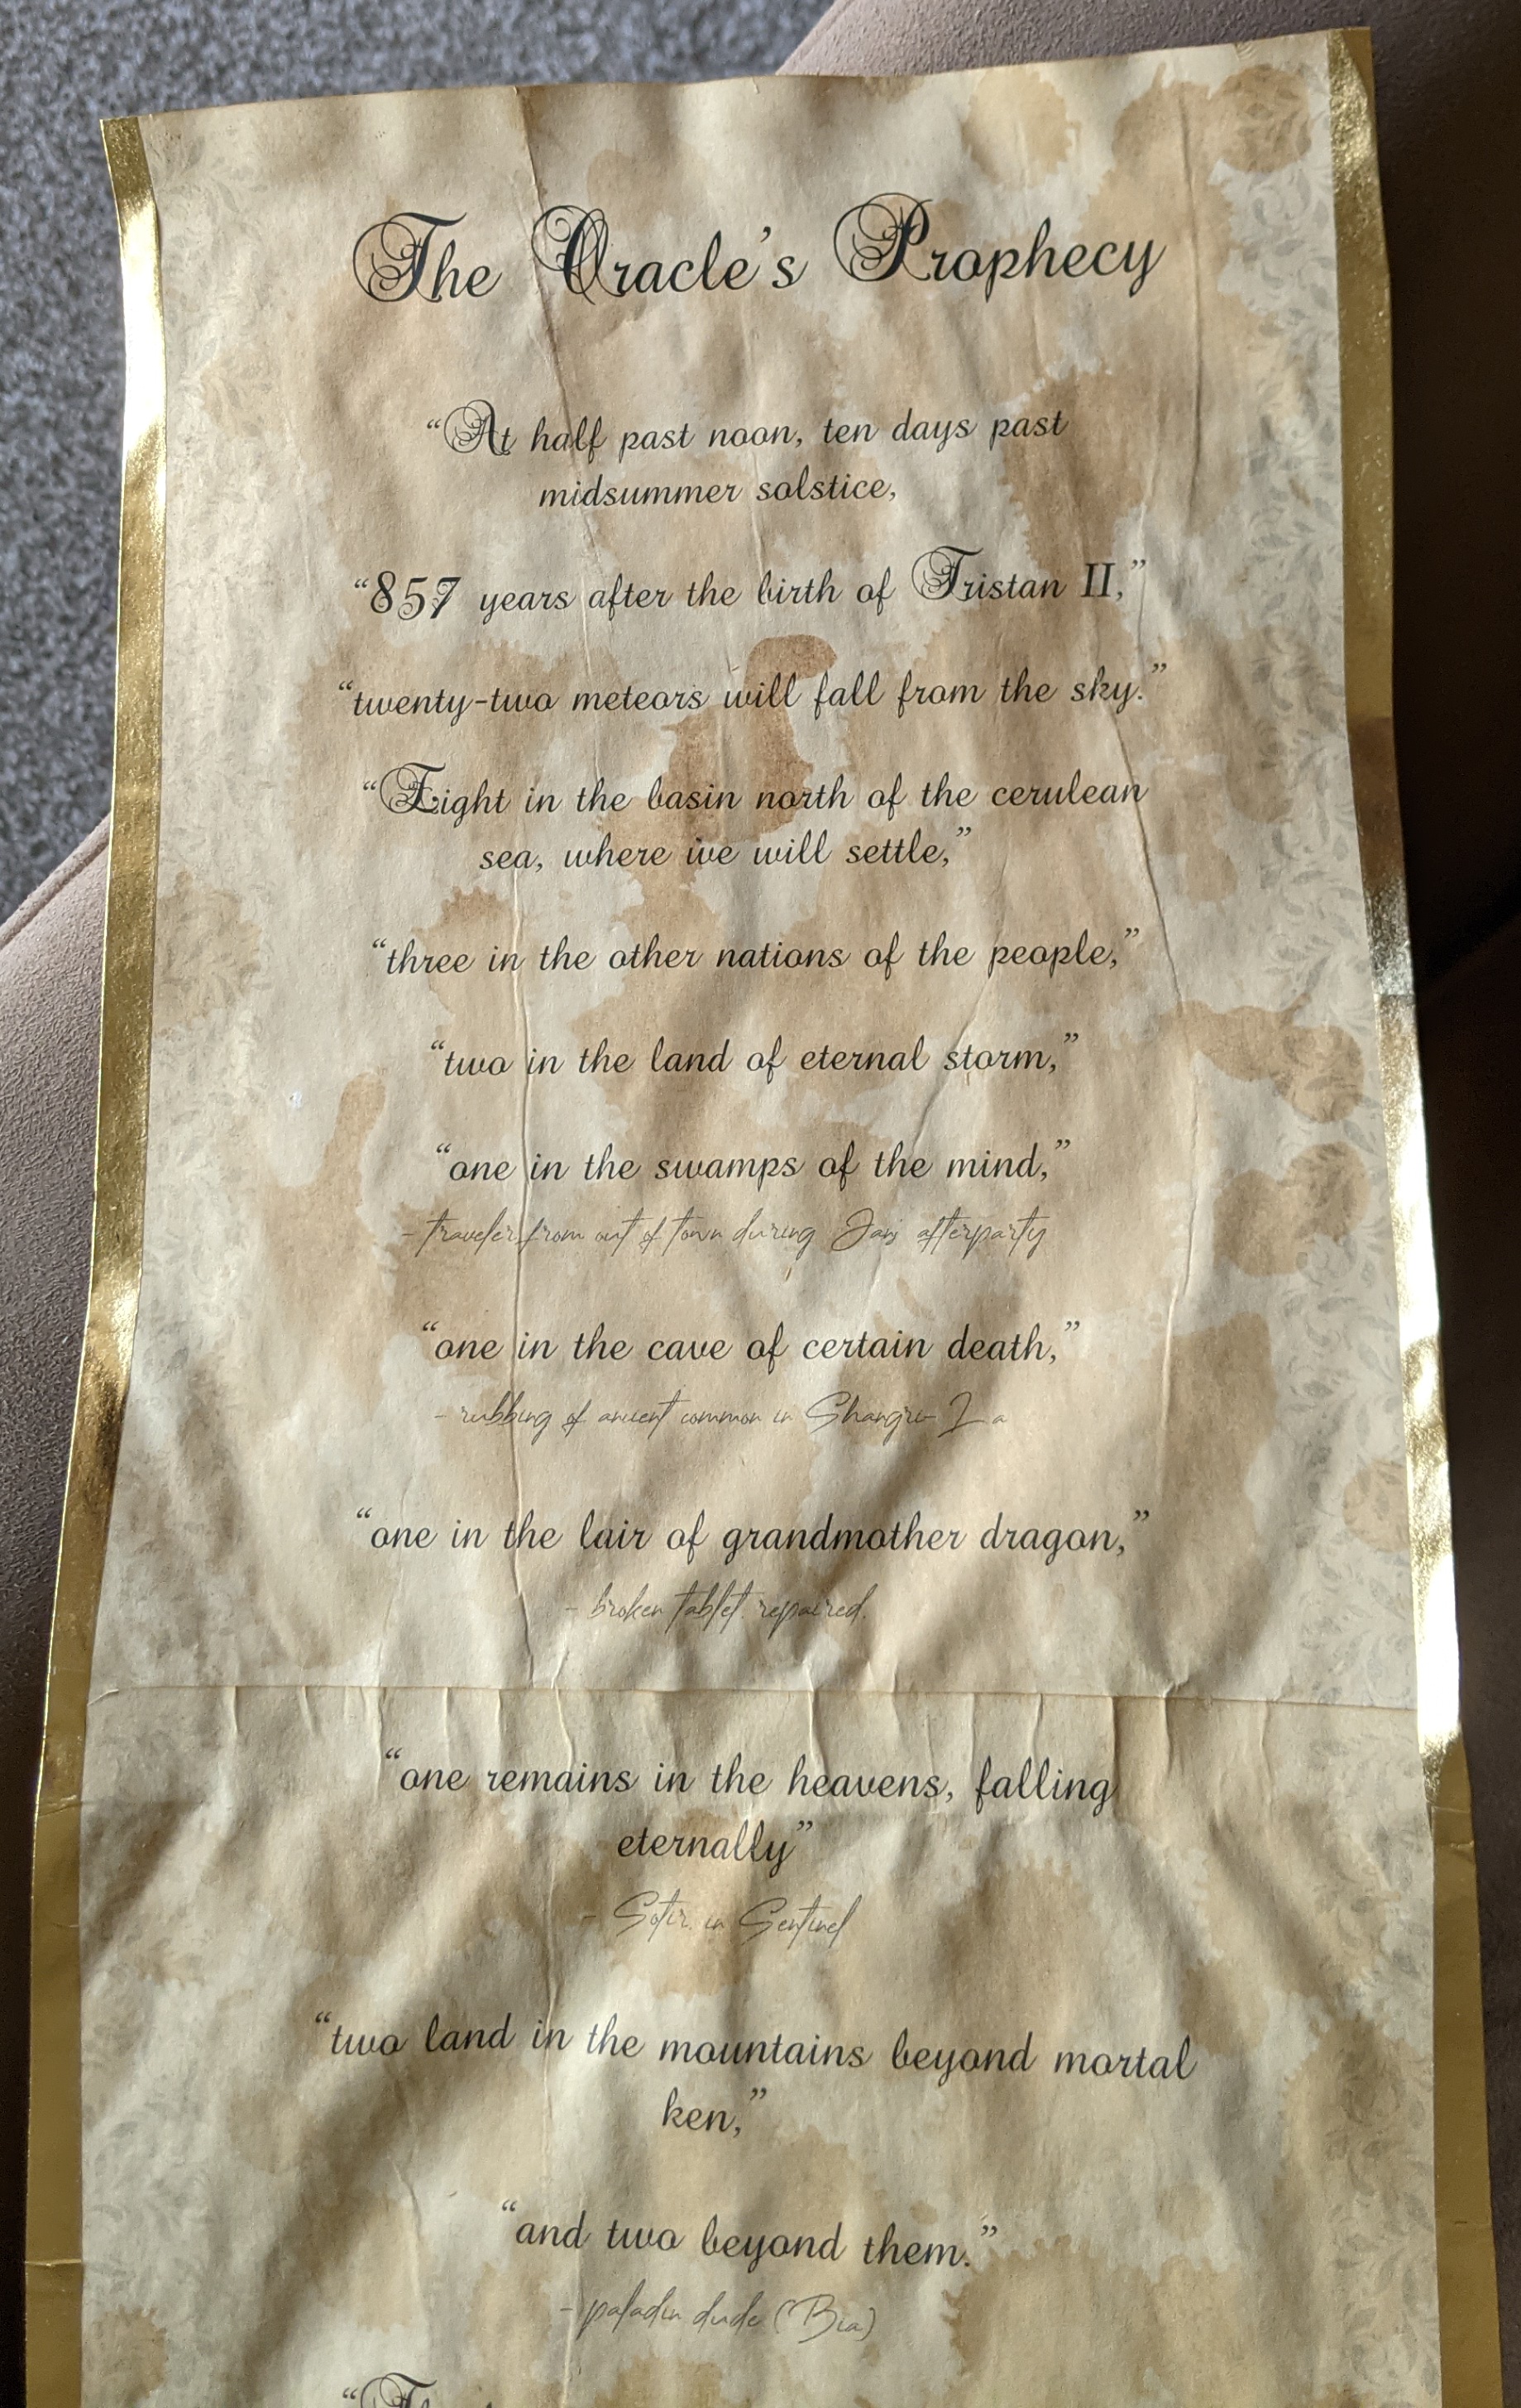 The Oracle's Prophecy
“At half past noon, ten days past
midsummer solstice,
“857 years after the birth of Tristan II,”
“twenty-two meteors will fall from the sky.”
“Eight in the basin north of the cerulean
sea, where we will settle,”
“three in the other nations of the people,”
“two in the land of eternal storm,”
“one in the swamps of the mind,”
- traveler from out of town during Jai's afterparty
“one in the cave of certain death,”
- rubbing of ancient common in Shangri-La
“one in the lair of grandmother dragon,”
- broken tablet. repaired.
“one remains in the heavens, falling
eternally”
- Sotir. in Sentinel
“two land in the mountains beyond mortal
ken,”
“and two beyond them.”
- paladin dude (Bia)